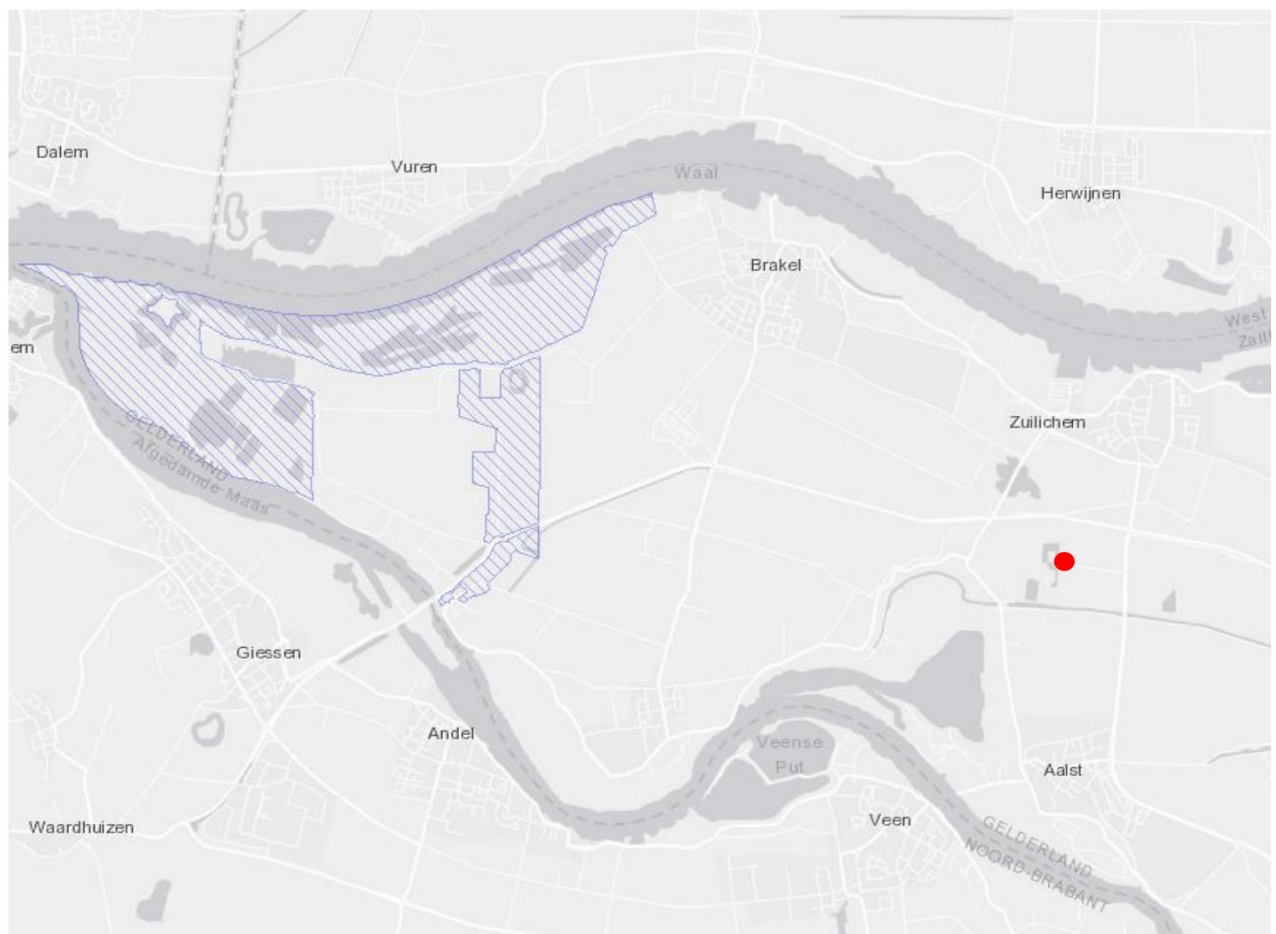 Dalem
Vuren
Waal
Herwijnen
Brakel
West
Zalt
em
GELDERLAND
Afgedamde Maas
Zuilichem
Giessen
Andel
Veense
Put
Aalst
Waardhuizen
Veen
GELDERLAND
NOORD-BRABANT